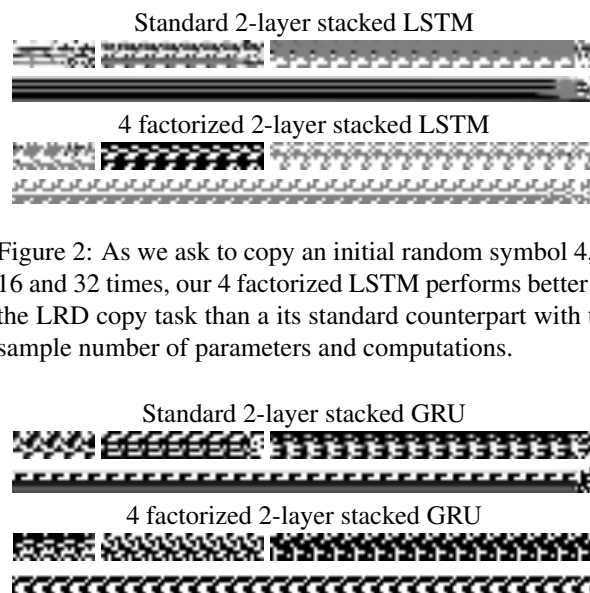 Standard 2-layer stacked LSTM
4 factorized 2-layer stacked LSTM
Figure 2: As we ask to copy an initial random symbol 4,
16 and 32 times, our 4 factorized LSTM performs better
the LRD copy task than a its standard counterpart with
sample number of parameters and computations.
Standard 2-layer stacked GRU
4 factorized 2-layer stacked GRU